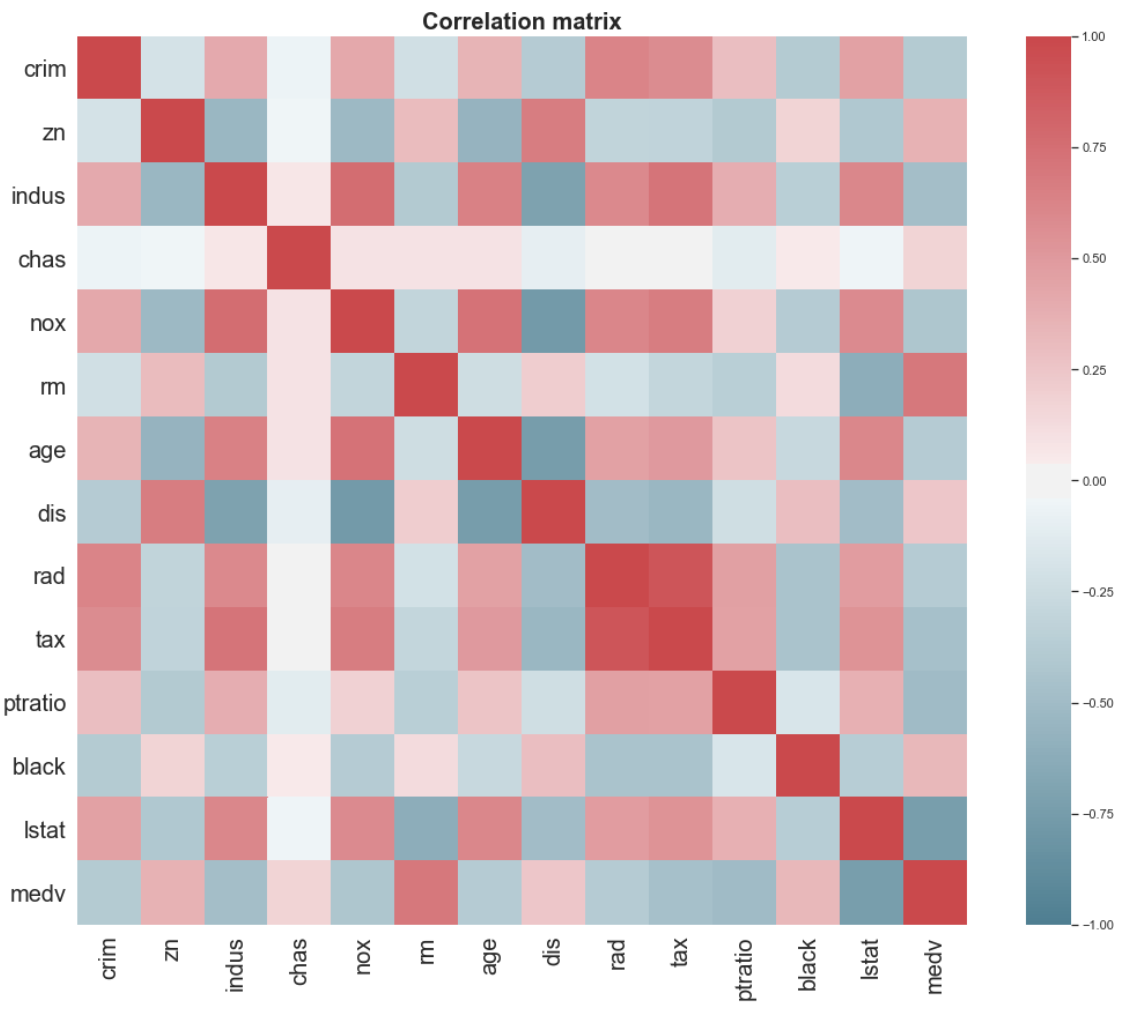 Correlation matrix
crim
zn
indus
chas
nox
rm
age
dis
rad
tax
ptratio
black
lstat
medv
crim
zn
indus
chas
nox
rm
age
dis
rad
tax
ptratio
black
lstat
medv
1.00
0.75
0.50
0.25
0.00
−0.25
−0.50
−0.75
−1.00